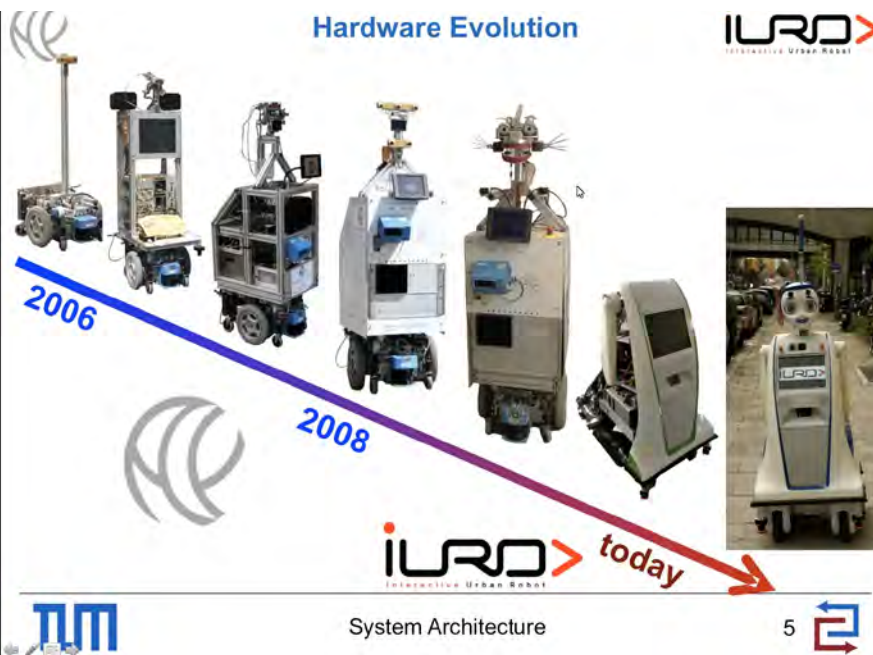 Hardware Evolution
IURO>
Interactive Urban Robot
2006
2008
today
IURO>
Interactive Urban Robot
IURO>
TUM
System Architecture
5